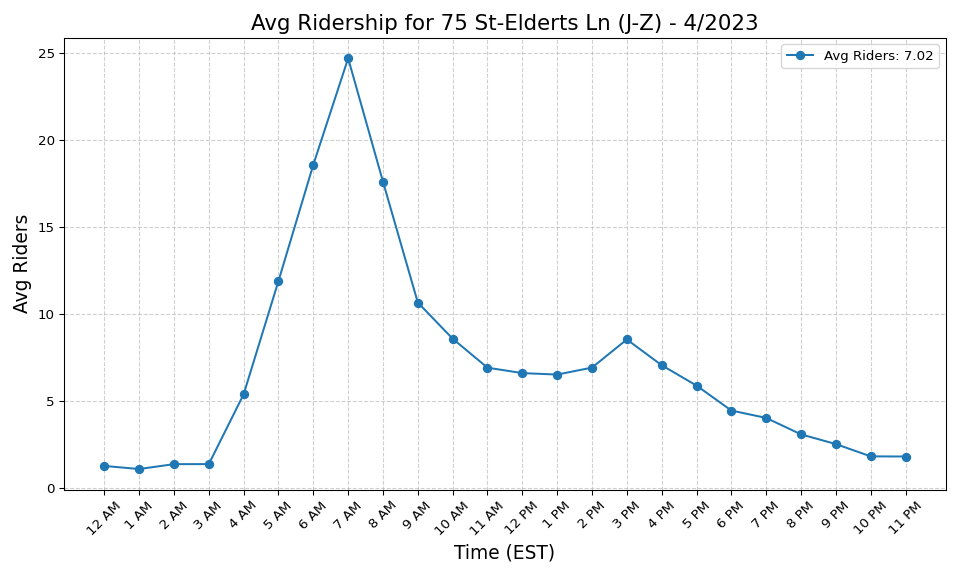 Avg Ridership for 75 St-Elderts Ln (J-Z) - 4/2023
Avg Riders: 7.02
Avg Riders
25
20
15
10
5
0
12 AM
1 AM
2 AM
3 AM
4 AM
5 AM
6 AM
7 AM
8 AM
9 AM
10 AM
11 AM
12 PM
1 PM
2 PM
3 PM
4 PM
5 PM
6 PM
7 PM
8 PM
9 PM
10 PM
11 PM
Time (EST)